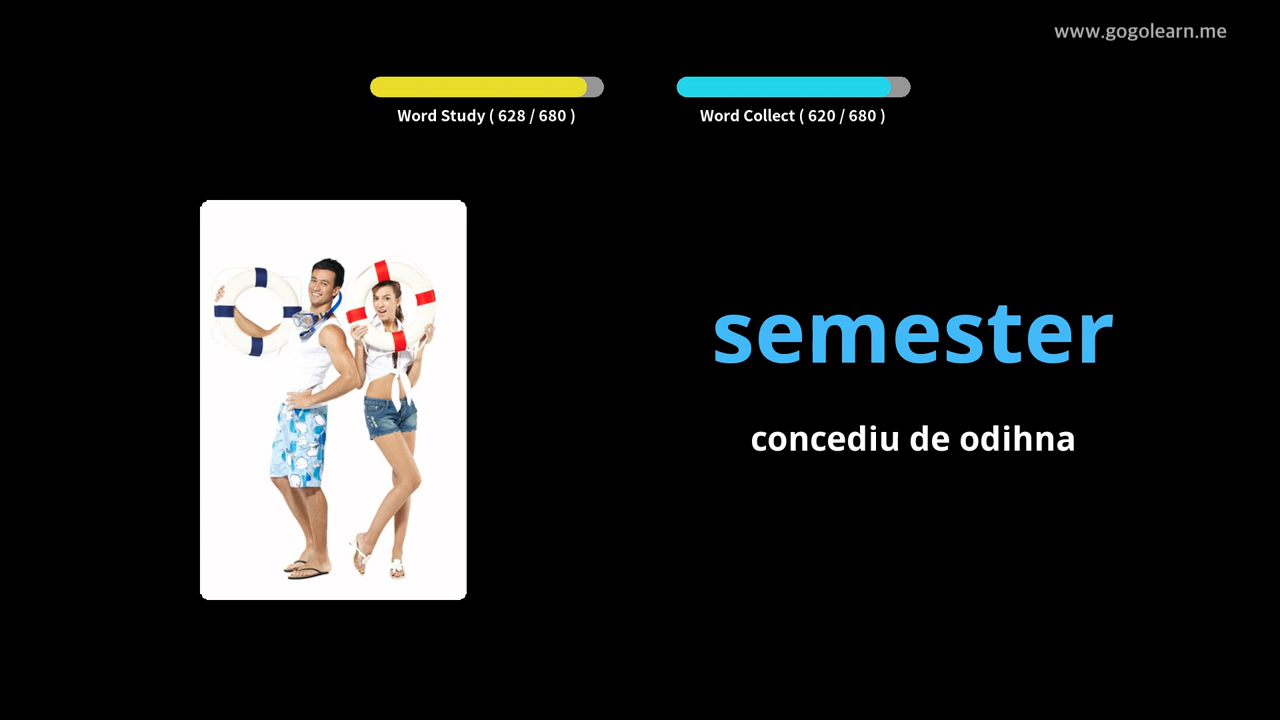 www.gogolearn.me
Word Study ( 628 / 680 )
Word Collect ( 620 / 680 )
semester
concediu de odihna